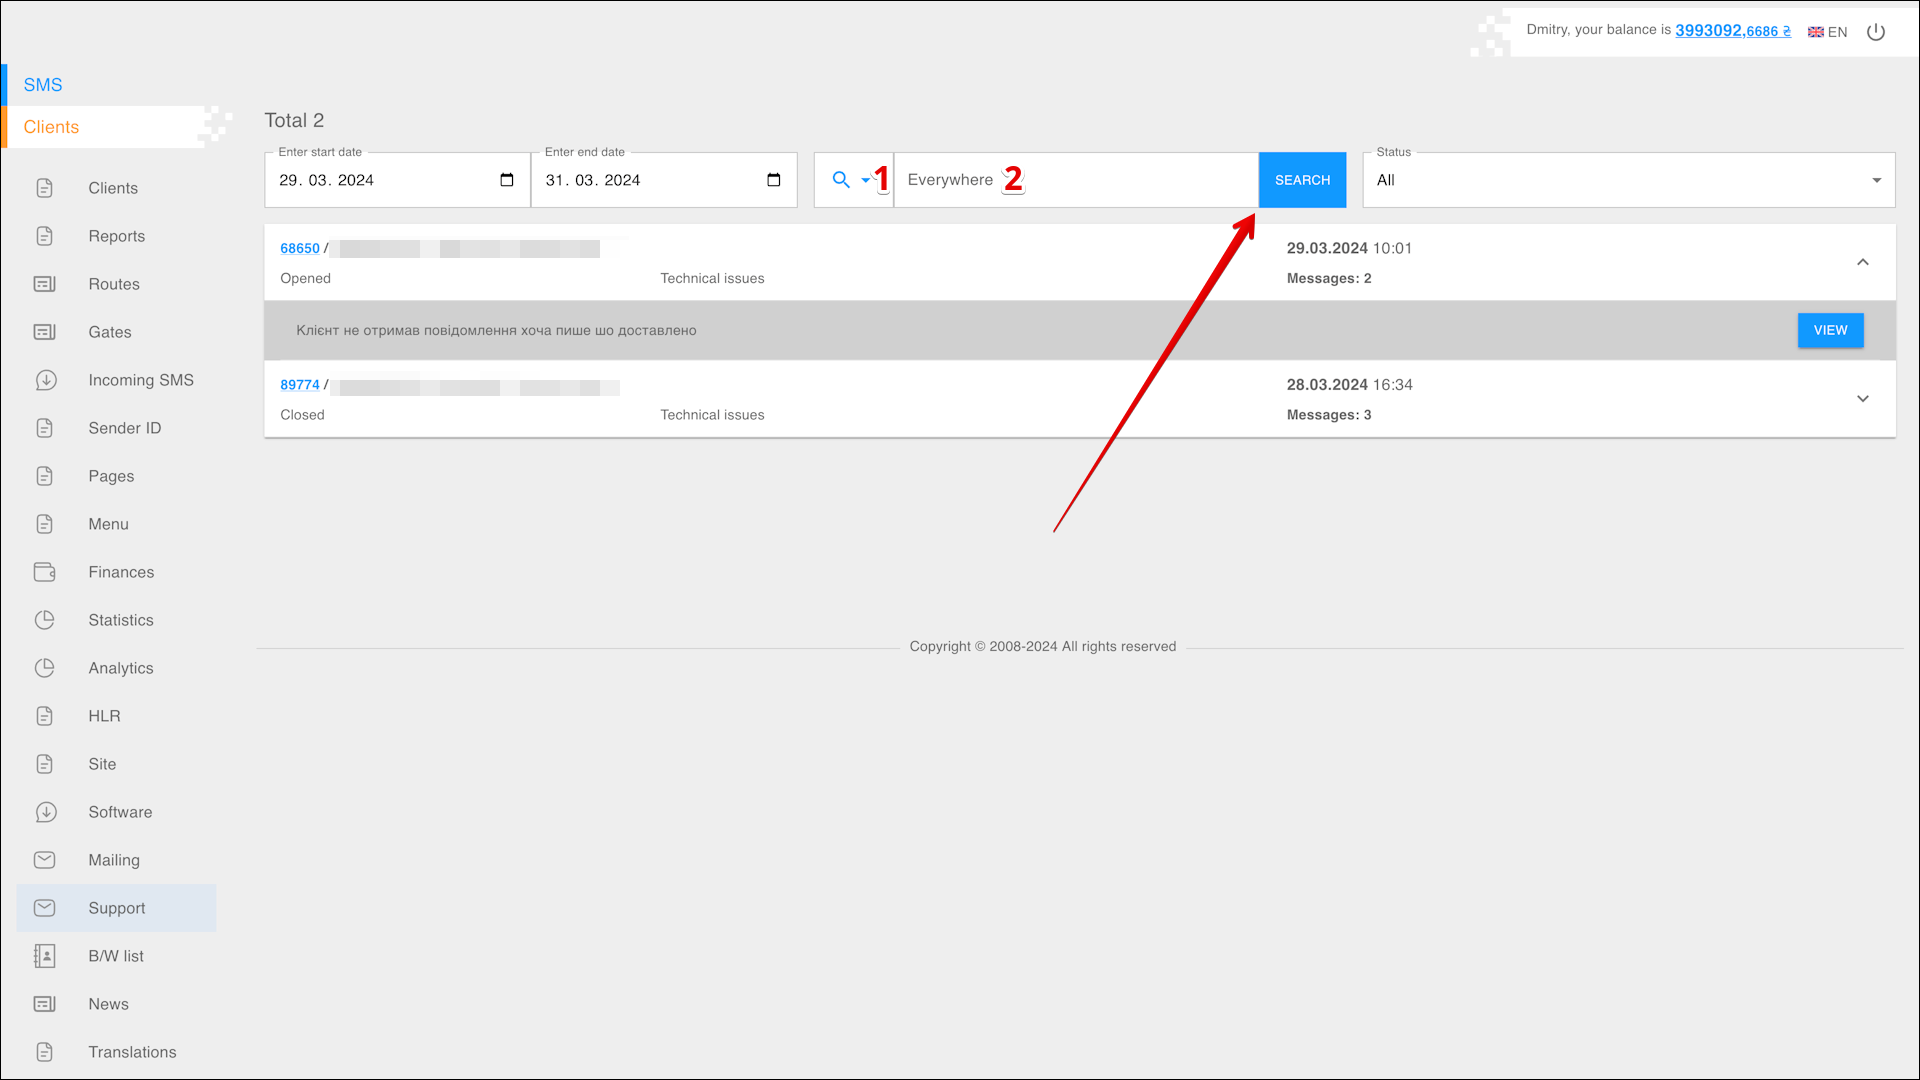 Dmitry, your balance is 3993092,6686 ₴ EN
SMS
Clients
Clients
Reports
Routes
Gates
Incoming SMS
Sender ID
Pages
Menu
Finances
Statistics
Analytics
HLR
Site
Software
Mailing
Support
B/W list
News
Translations
Total 2
Enter start date
29. 03. 2024
Enter end date
31. 03. 2024
1
Everywhere 2
SEARCH
Status
All
68650 /
29.03.2024 10:01
Opened
Technical issues
Messages: 2
Клієнт не отримав повідомлення хоча пише шо доставлено
VIEW
89774 /
28.03.2024 16:34
Closed
Technical issues
Messages: 3
Copyright © 2008-2024 All rights reserved